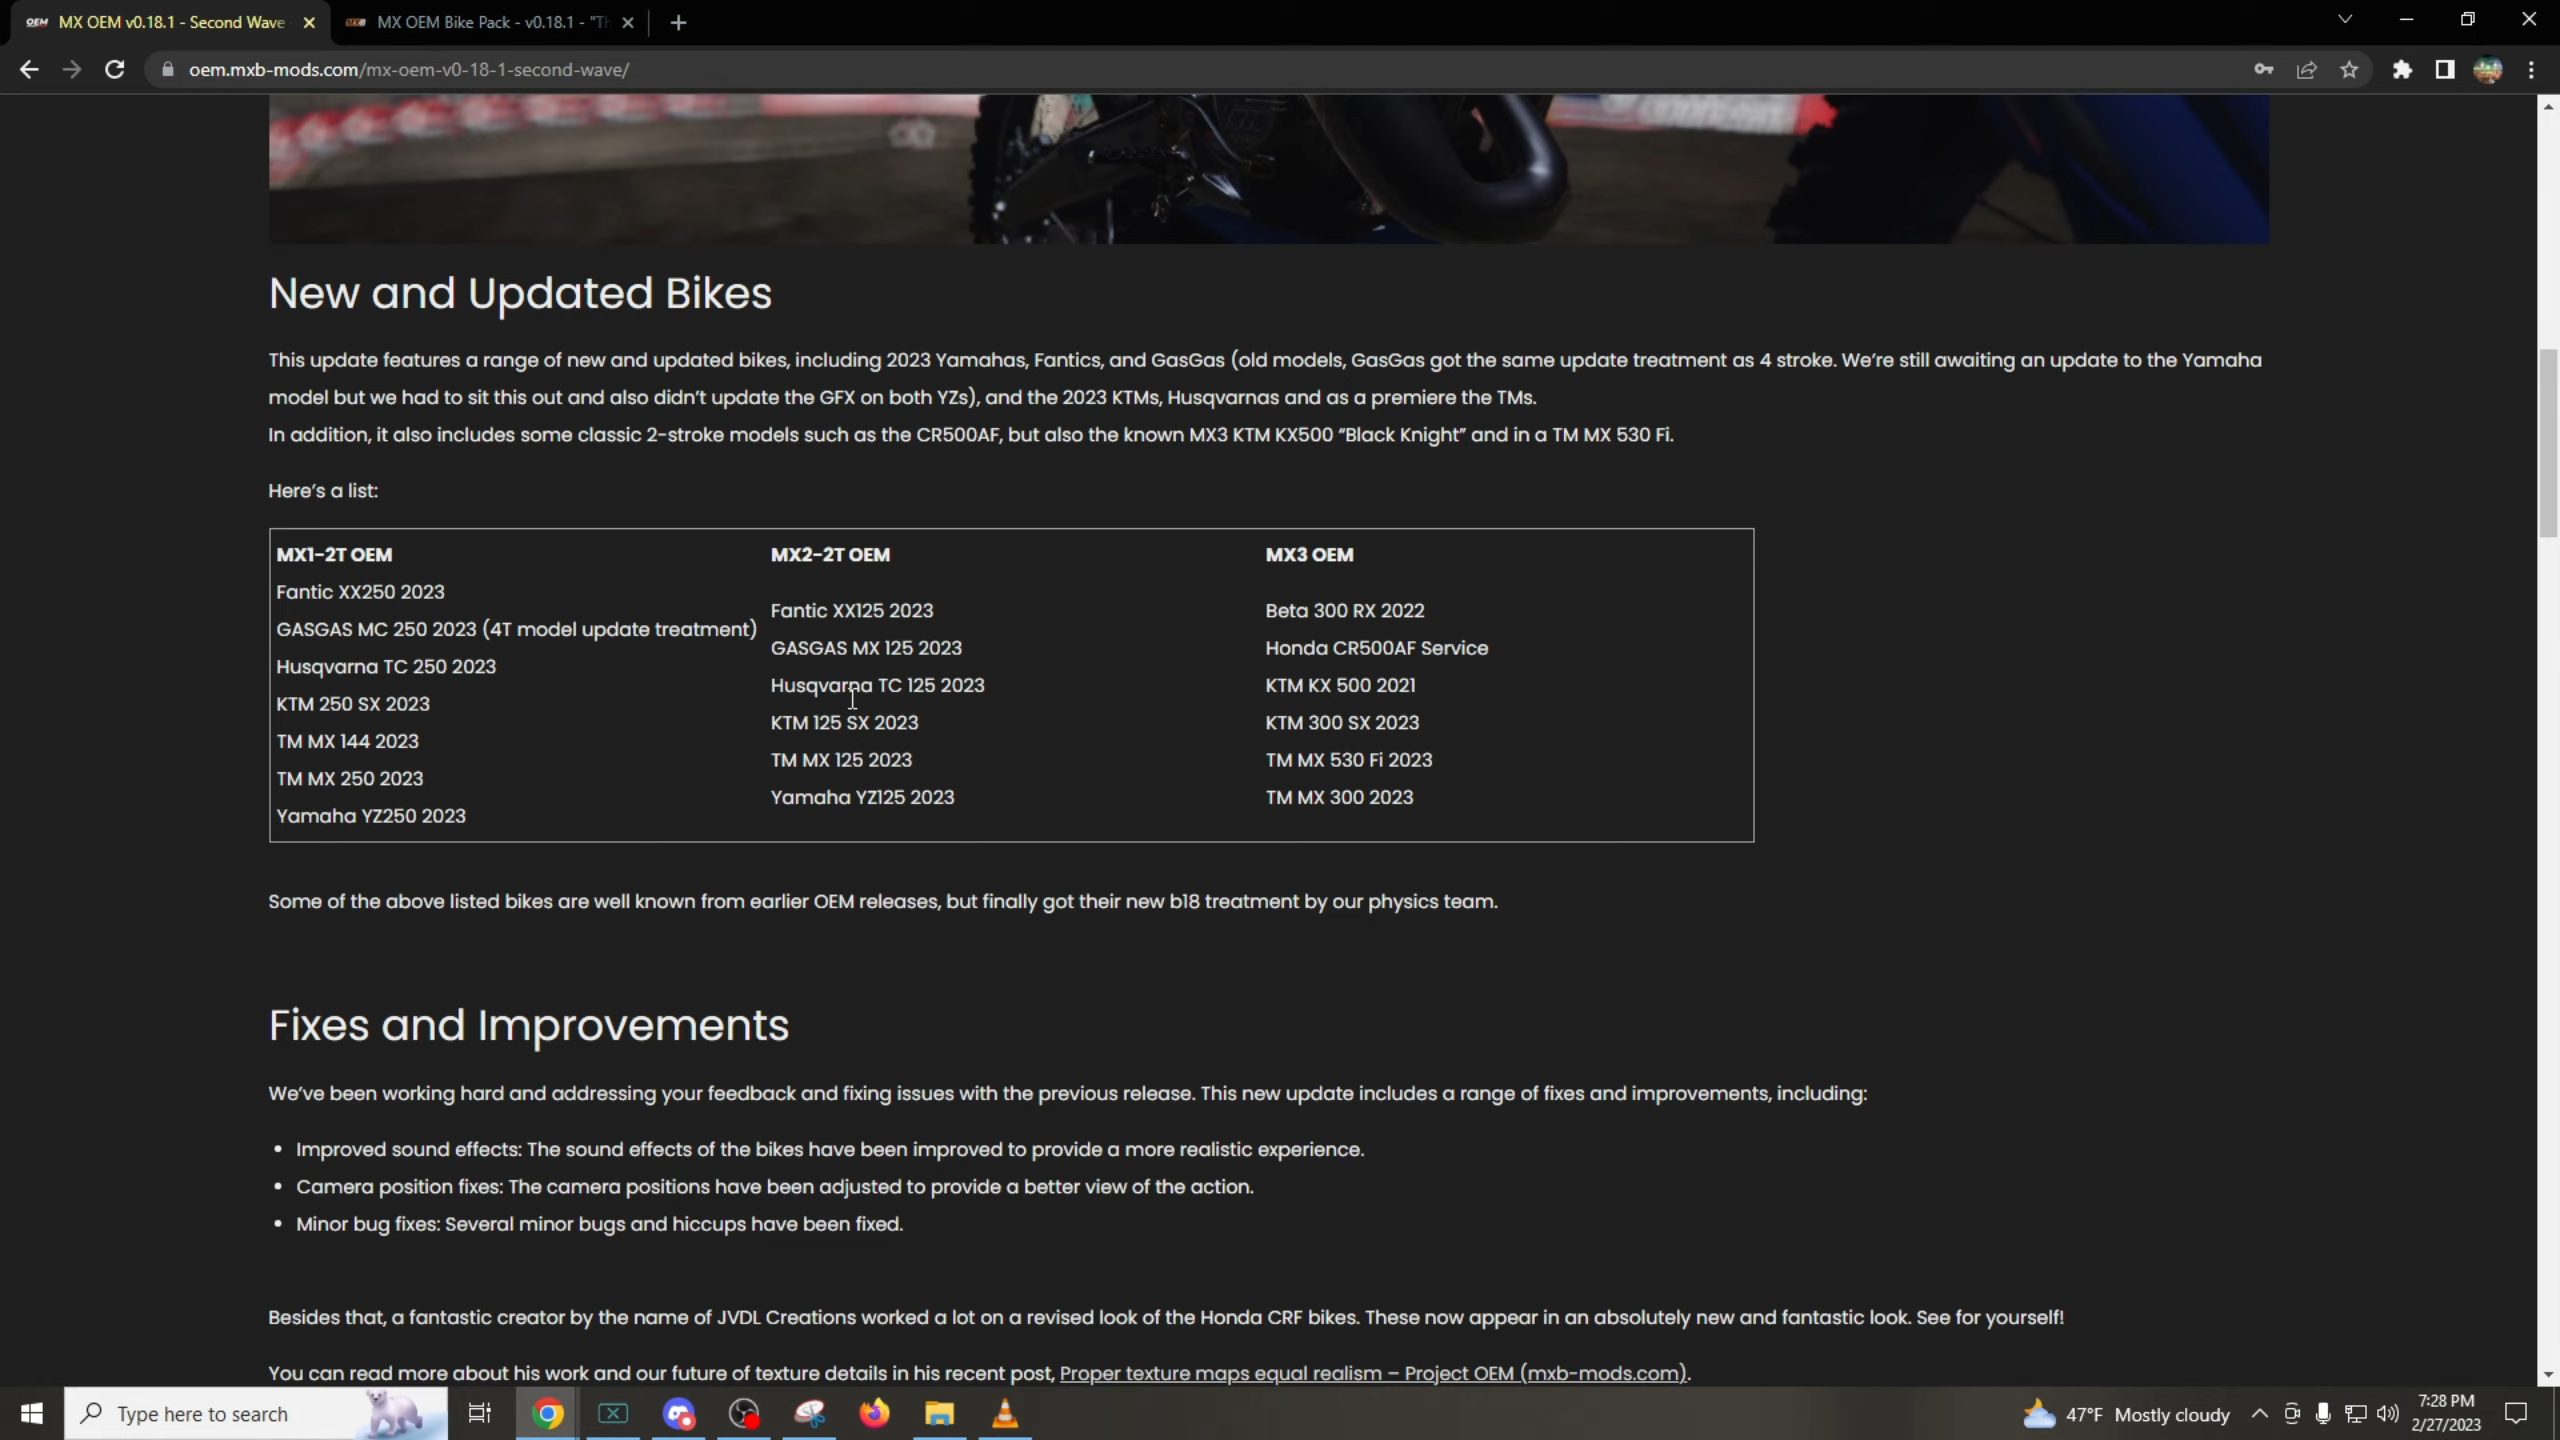 OEM MX OEM v0.18.1 - Second Wave
MXB MX OEM Bike Pack - v0.18.1 - "Th
oem.mxb-mods.com/mx-oem-v0-18-1-second-wave/
New and Updated Bikes
This update features a range of new and updated bikes, including 2023 Yamahas, Fantics, and GasGas (old models, GasGas got the same update treatment as 4 stroke. We’re still awaiting an update to the Yamaha
model but we had to sit this out and also didn’t update the GFX on both YZs), and the 2023 KTMs, Husqvarnas and as a premiere the TMs.
In addition, it also includes some classic 2-stroke models such as the CR500AF, but also the known MX3 KTM KX500 “Black Knight” and in a TM MX 530 Fi.
Here’s a list:
MX1-2T OEM
Fantic XX250 2023
GASGAS MC 250 2023 (4T model update treatment)
Husqvarna TC 250 2023
KTM 250 SX 2023
TM MX 144 2023
TM MX 250 2023
Yamaha YZ250 2023
MX2-2T OEM
Fantic XX125 2023
GASGAS MX 125 2023
Husqvarna TC 125 2023
KTM 125 SX 2023
TM MX 125 2023
Yamaha YZ125 2023
MX3 OEM
Beta 300 RX 2022
Honda CR500AF Service
KTM KX 500 2021
KTM 300 SX 2023
TM MX 530 Fi 2023
TM MX 300 2023
Some of the above listed bikes are well known from earlier OEM releases, but finally got their new b18 treatment by our physics team.
Fixes and Improvements
We’ve been working hard and addressing your feedback and fixing issues with the previous release. This new update includes a range of fixes and improvements, including:
• Improved sound effects: The sound effects of the bikes have been improved to provide a more realistic experience.
• Camera position fixes: The camera positions have been adjusted to provide a better view of the action.
• Minor bug fixes: Several minor bugs and hiccups have been fixed.
Besides that, a fantastic creator by the name of JVDL Creations worked a lot on a revised look of the Honda CRF bikes. These now appear in an absolutely new and fantastic look. See for yourself!
You can read more about his work and our future of texture details in his recent post, Proper texture maps equal realism – Project OEM (mxb-mods.com).
Type here to search
47°F Mostly cloudy
7:28 PM
2/27/2023